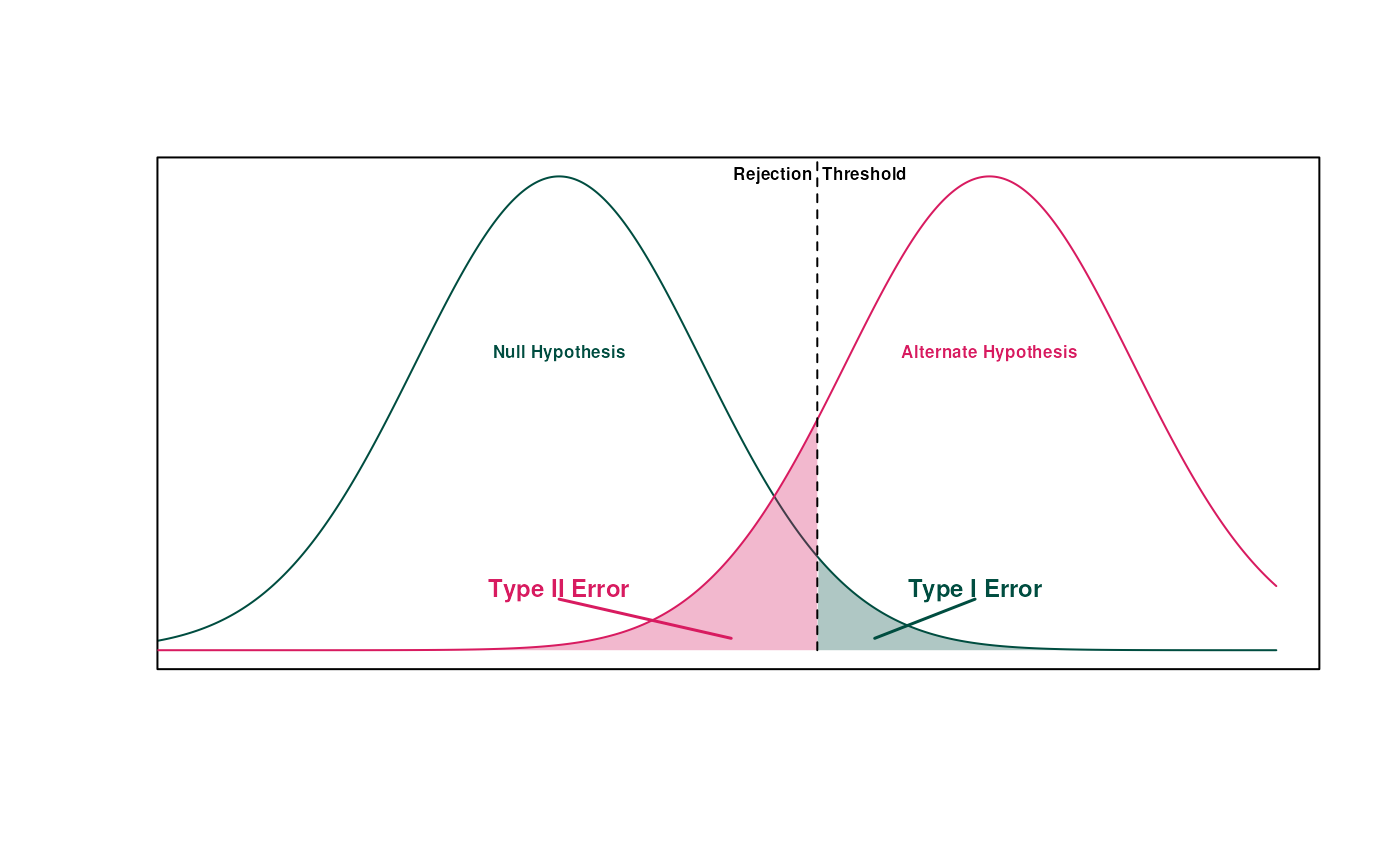 Rejection Threshold
Null Hypothesis
Alternate Hypothesis
Type II Error
Type I Error